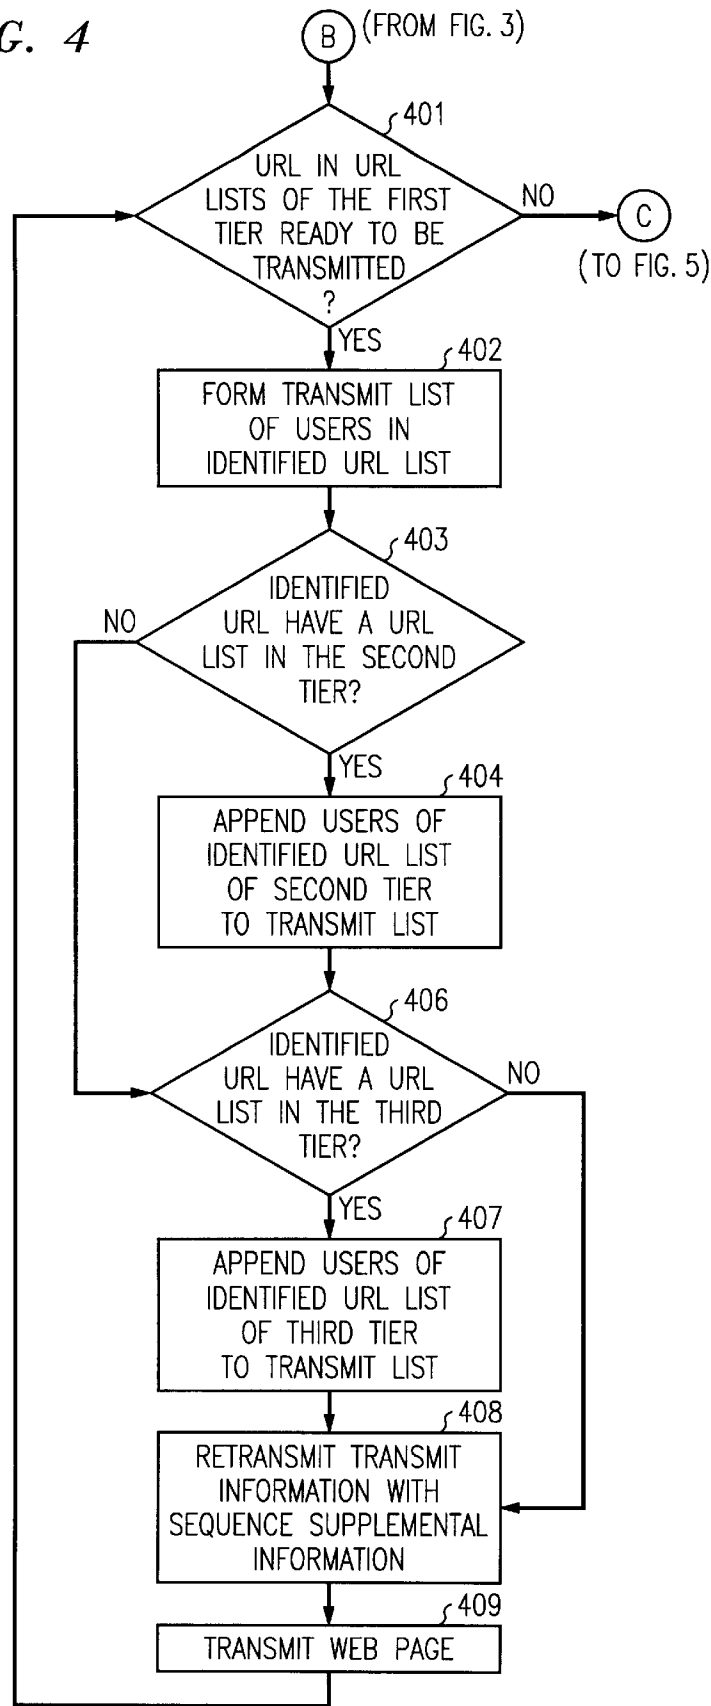 G. 4
B
(FROM FIG. 3)
401
URL IN URL
LISTS OF THE FIRST
TIER READY TO BE
TRANSMITTED
?
NO
C
(TO FIG. 5)
YES
402
FORM TRANSMIT LIST
OF USERS IN
IDENTIFIED URL LIST
403
IDENTIFIED
URL HAVE A URL
LIST IN THE SECOND
TIER?
NO
YES
404
APPEND USERS OF
IDENTIFIED URL LIST
OF SECOND TIER
TO TRANSMIT LIST
406
IDENTIFIED
URL HAVE A URL
LIST IN THE THIRD
TIER?
NO
YES
407
APPEND USERS OF
IDENTIFIED URL LIST
OF THIRD TIER
TO TRANSMIT LIST
408
RETRANSMIT TRANSMIT
INFORMATION WITH
SEQUENCE SUPPLEMENTAL
INFORMATION
409
TRANSMIT WEB PAGE